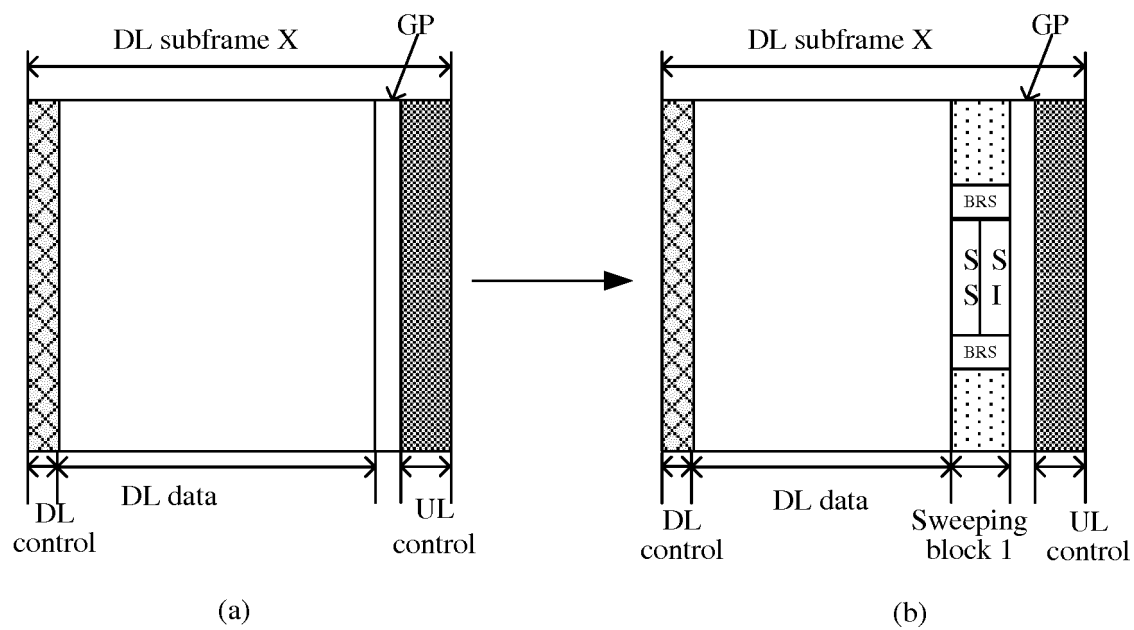 GP
DL subframe X
DL data
DL
control
UL
control
(a)
GP
DL subframe X
BRS
S S
S I
BRS
DL data
DL
control
Sweeping
block 1
UL
control
(b)